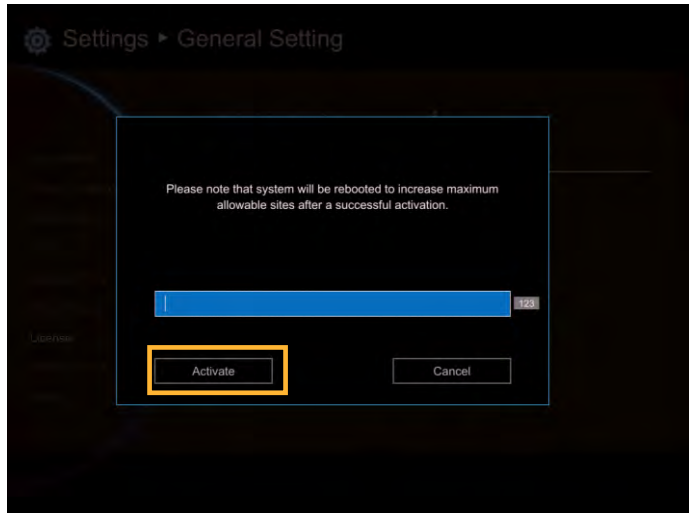 Settings ▸ General Setting
Please note that system will be rebooted to increase maximum
allowable sites after a successful activation.
123
License
Activate
Cancel